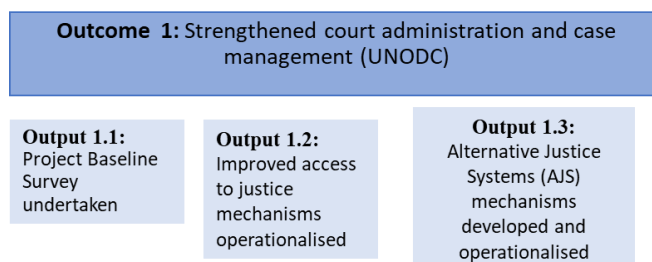 Outcome 1: Strengthened court administration and case
management (UNODC)
Output 1.1:
Project Baseline
Survey
undertaken
Output 1.2:
Improved access
to justice
mechanisms
operationalised
Output 1.3:
Alternative Justice
Systems (AJS)
mechanisms
developed and
operationalised